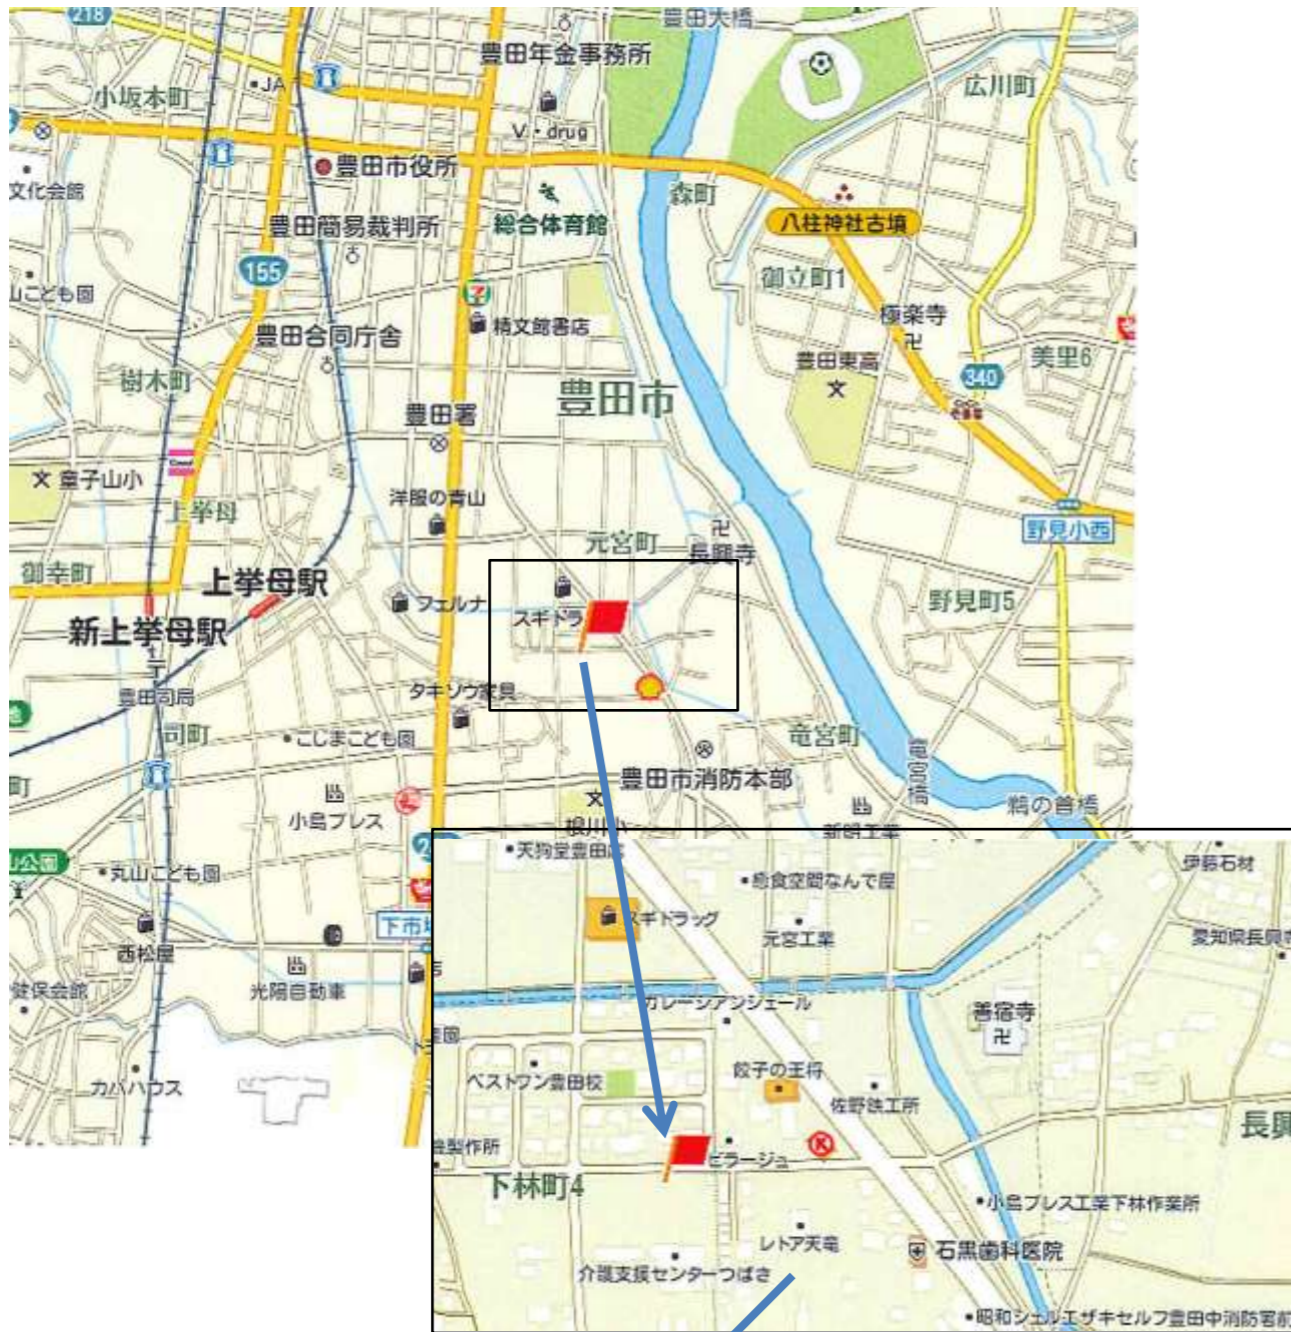 218
豊田大橋
豊田年金事務所
JA
小坂本町
広川町
V・drug
豊田市役所
文化会館
森町
豊田簡易裁判所
総合体育館
八柱神社古墳
155
御立町1
山こども園
極楽寺
精文館書店
豊田合同庁舎
豊田東高
美里6
樹木町
340
豊田市
豊田署
童子山小
洋服の青山
上挙母
元宮町
野見小西
長興寺
御幸町
上挙母駅
フェルナ
野見町5
スギドラ
新上挙母駅
豊田司局
タキソウ家具
司町
こじまこども園
竜宮町
竜宮橋
町
豊田市消防本部
鵜の首橋
小島プレス
根川小
新明工業
天狗堂豊田店
伊藤石材
山公園
丸山こども園
癒食空間なんで屋
スギドラッグ
下市場
元宮工業
愛知県長興寺
西松屋
健保会館
光陽自動車
ガレージアンジェール
善宿寺
カバハウス
ベストワン豊田校
餃子の王将
佐野鉄工所
長興
製作所
ビラージュ
下林町4
小島プレス工業下林作業所
レトア天竜
石黒歯科医院
介護支援センターつばさ
昭和シェルエザキセルフ豊田中消防署前